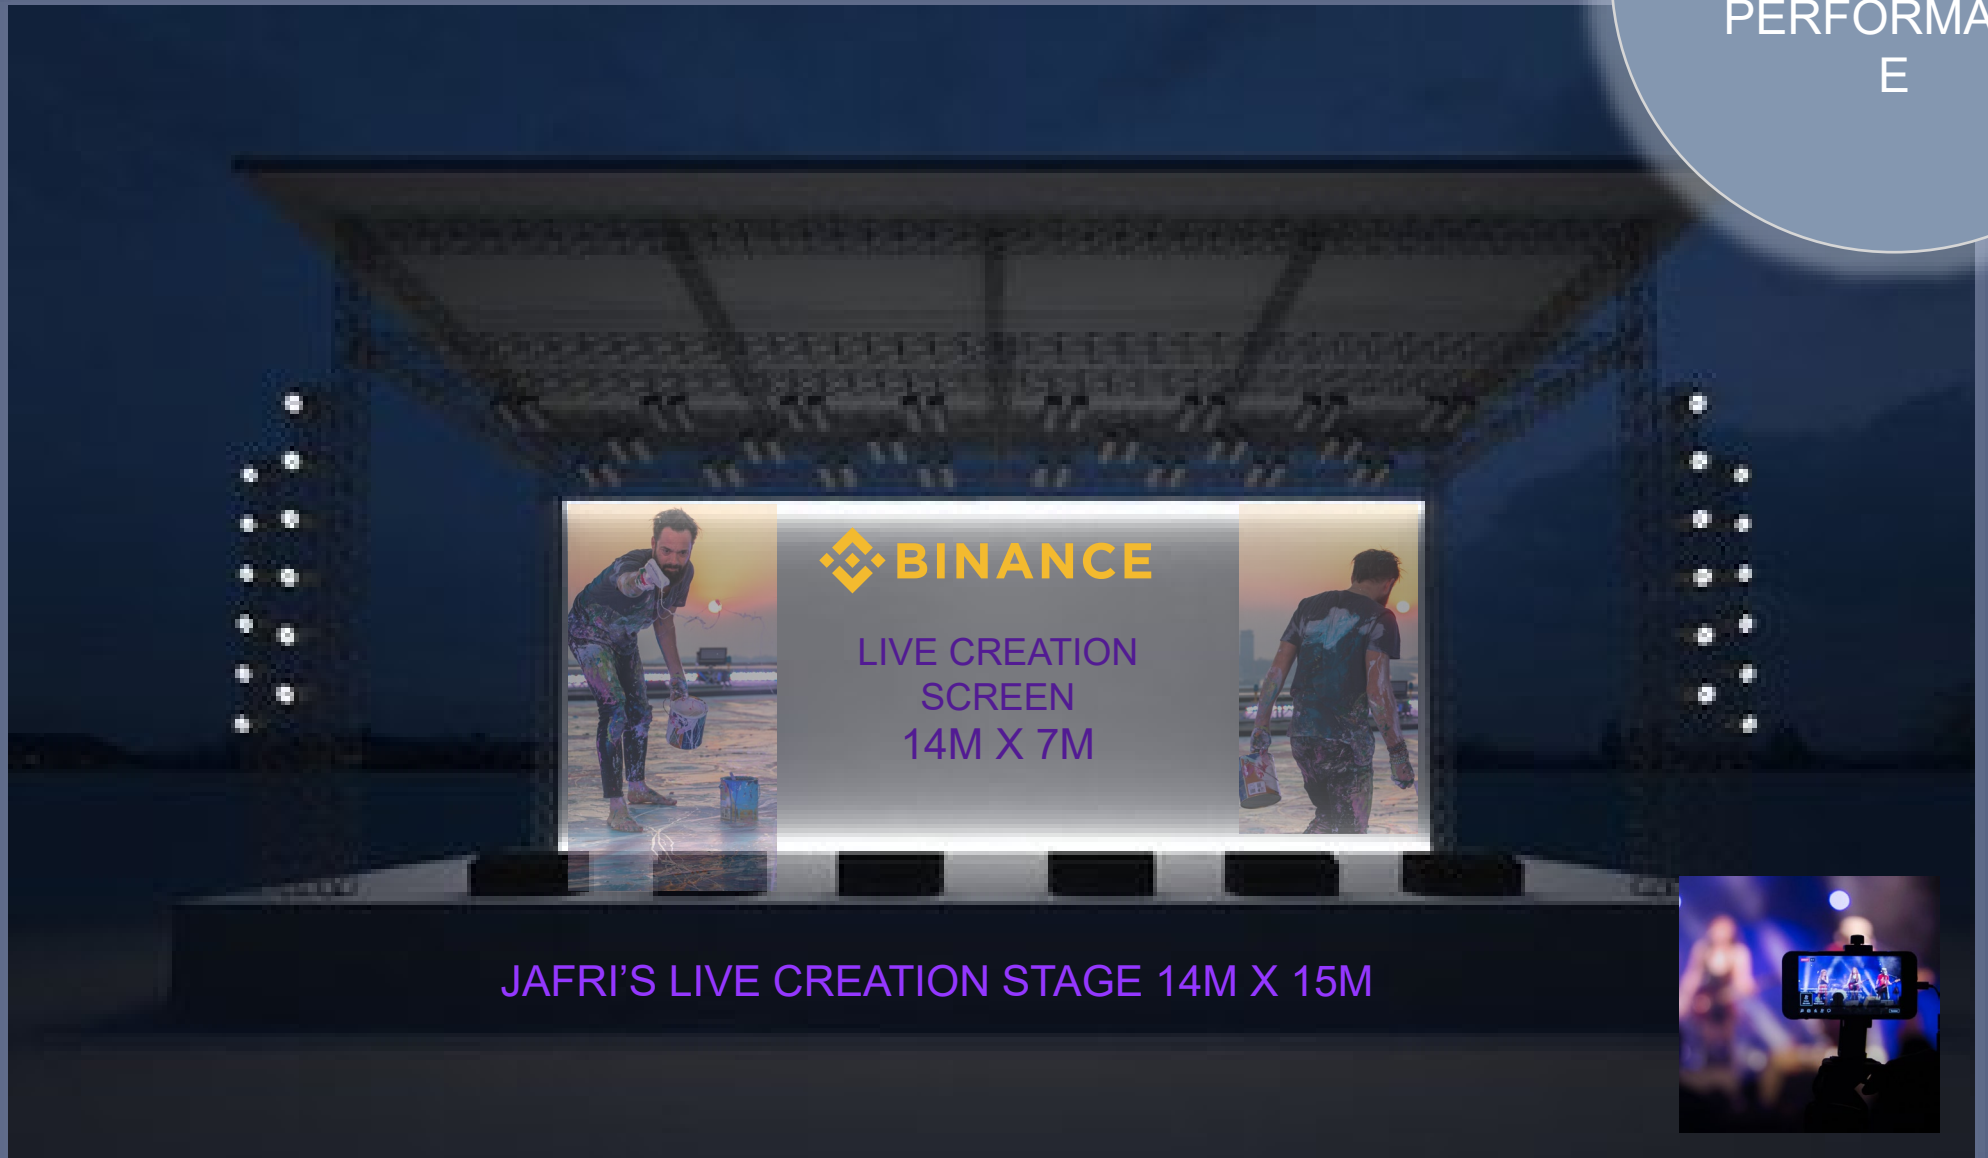 PERFORMA
E
BINANCE
LIVE CREATION
SCREEN
14M X 7M
JAFRI’S LIVE CREATION STAGE 14M X 15M